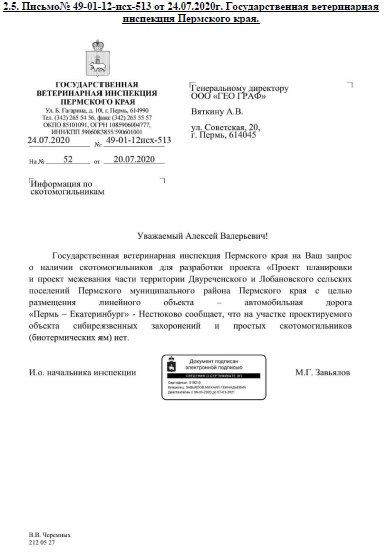 2.5. Письмо№ 49-01-12-исх-513 от 24.07.2020г. Государственная ветеринарная
инспекция Пермского края.
ГОСУДАРСТВЕННАЯ
ВЕТЕРИНАРНАЯ ИНСПЕКЦИЯ
ПЕРМСКОГО КРАЯ
Ул. Б. Гагарина, д. 10, г. Пермь, 614990
Тел. (342) 265 54 56, факс (342) 265 55 57
ОКПО 85101091, ОГРН 1085906004777,
ИНН/КПП 5906083855/590601001
24.07.2020 № 49-01-12исх-513
На № 52 от 20.07.2020
Генеральному директору
ООО «ГЕО ГРАФ»
Вяткину А.В.
ул. Советская, 20,
г. Пермь, 614045
Информация по
скотомогильникам
Уважаемый Алексей Валерьевич!
Государственная ветеринарная инспекция Пермского края на Ваш запрос
о наличии скотомогильников для разработки проекта «Проект планировки
и проект межевания части территории Двуреченского и Лобановского сельских
поселений Пермского муниципального района Пермского края с целью
размещения линейного объекта – автомобильная дорога
«Пермь – Екатеринбург» - Нестюково сообщает, что на участке проектируемого
объекта сибиреязвенных захоронений и простых скотомогильников
(биотермических ям) нет.
И.о. начальника инспекции
Документ подписан
электронной подписью
СВЕДЕНИЯ О СЕРТИФИКАТЕ ЭП
М.Г. Завьялов
В.В. Черемных
212 05 27